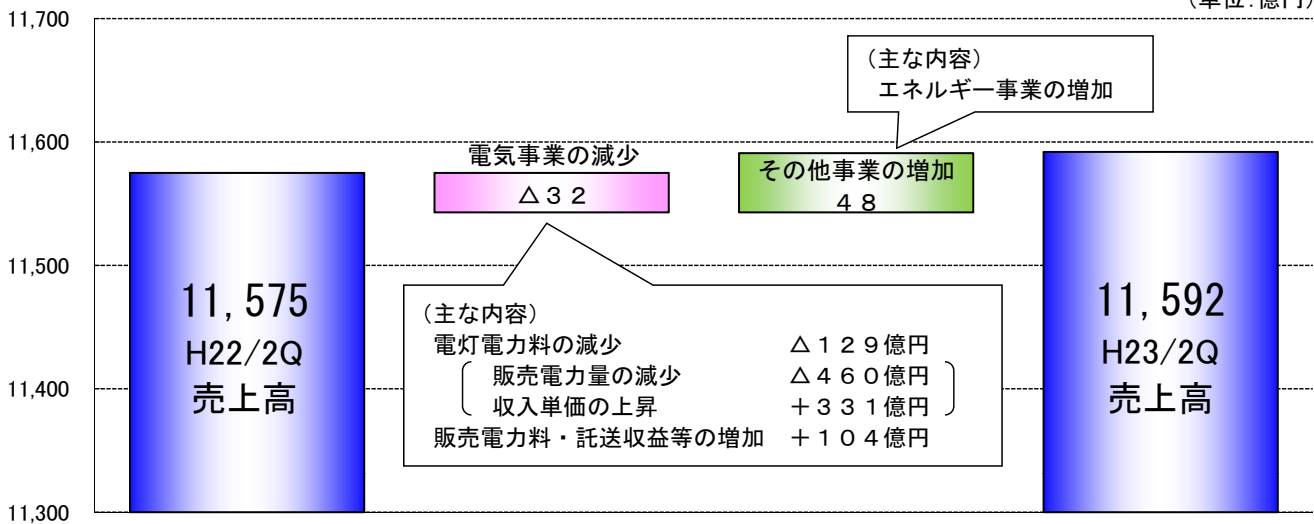 （単位：億円）
11,700
11,600
11,500
11,400
11,300
（主な内容）
エネルギー事業の増加
電気事業の減少
△３２
その他事業の増加
４８
11,575
H22/2Q
売上高
（主な内容）
電灯電力料の減少 △１２９億円
販売電力量の減少 △４６０億円
収入単価の上昇 ＋３３１億円
販売電力料・託送収益等の増加 ＋１０４億円
11,592
H23/2Q
売上高